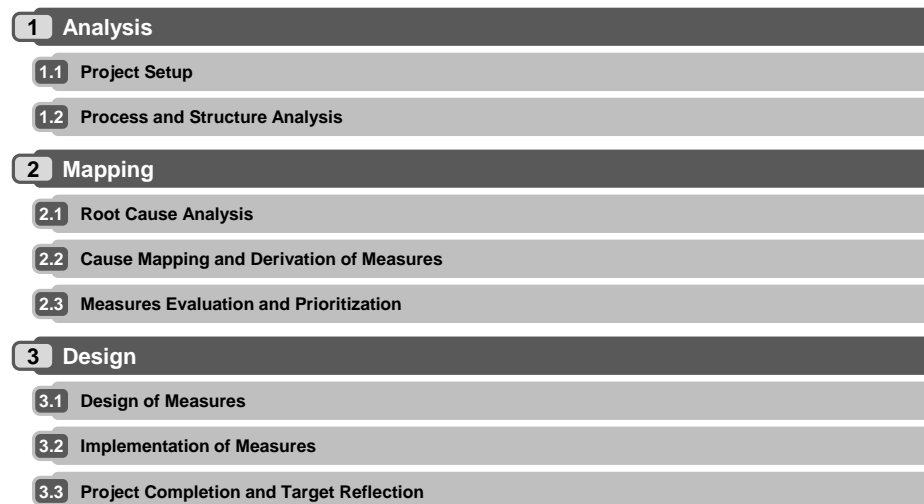 1 Analysis
1.1 Project Setup
1.2 Process and Structure Analysis
2 Mapping
2.1 Root Cause Analysis
2.2 Cause Mapping and Derivation of Measures
2.3 Measures Evaluation and Prioritization
3 Design
3.1 Design of Measures
3.2 Implementation of Measures
3.3 Project Completion and Target Reflection